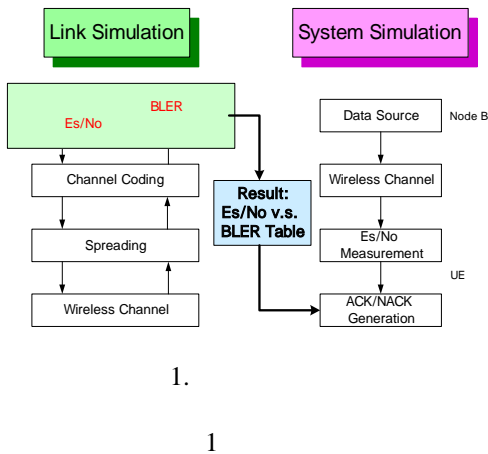 Link Simulation
System Simulation
BLER
Es/No
Channel Coding
Spreading
Wireless Channel
Result:
Es/No v.s.
BLER Table
Data Source
Node B
Wireless Channel
Es/No
Measurement
UE
ACK/NACK
Generation
1.
1